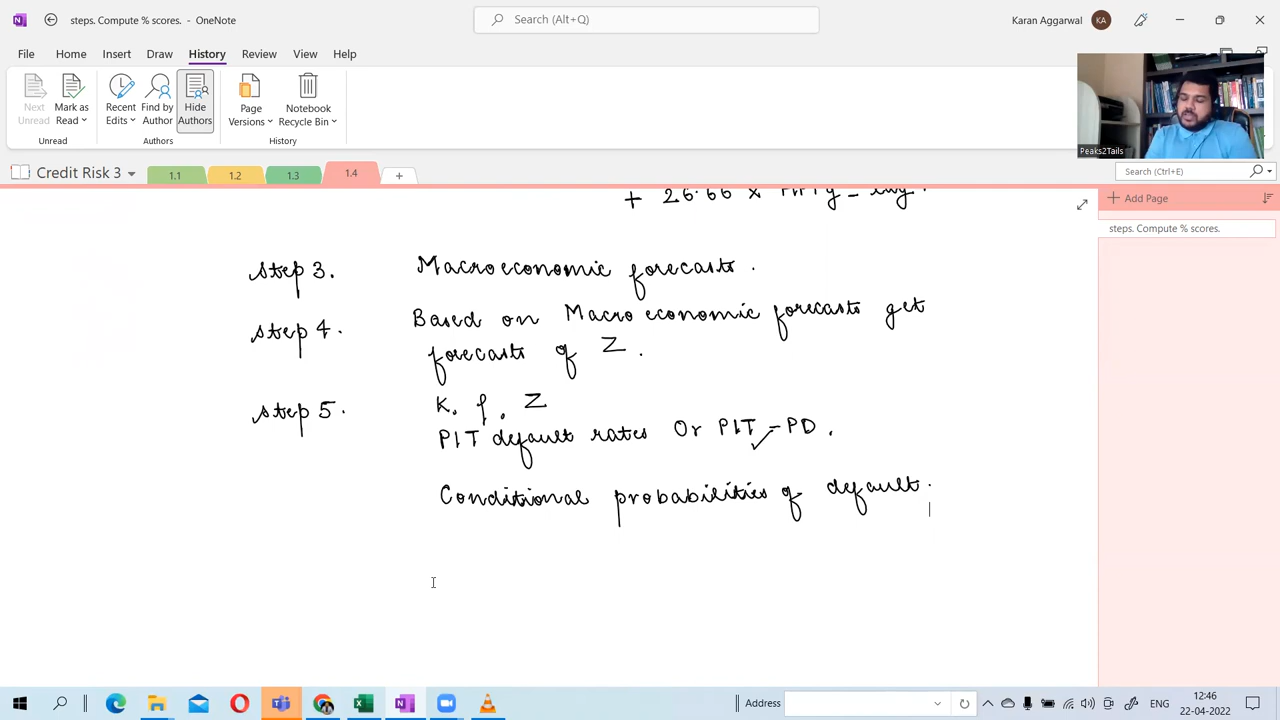 steps. Compute % scores. - OneNote
Search (Alt+Q)
Karan Aggarwal
KA
File Home Insert Draw History Review View Help
Next Unread
Mark as Read
Recent Edits
Find by Author
Hide Authors
Page Versions
Notebook Recycle Bin
Unread
Authors
History
Peaks2Tails
Credit Risk 3
1.1
1.2
1.3
1.4
+
Search (Ctrl+E)
Add Page
steps. Compute % scores.
+ 26.66 x
Step 3. Macroeconomic forecasts.
Step 4. Based on Macroeconomic forecasts get
forecasts of Z.
Step 5. K, ρ, Z
PIT default rates Or PIT-PD.
Conditional probabilities of default.
Address
ENG
12:46
22-04-2022